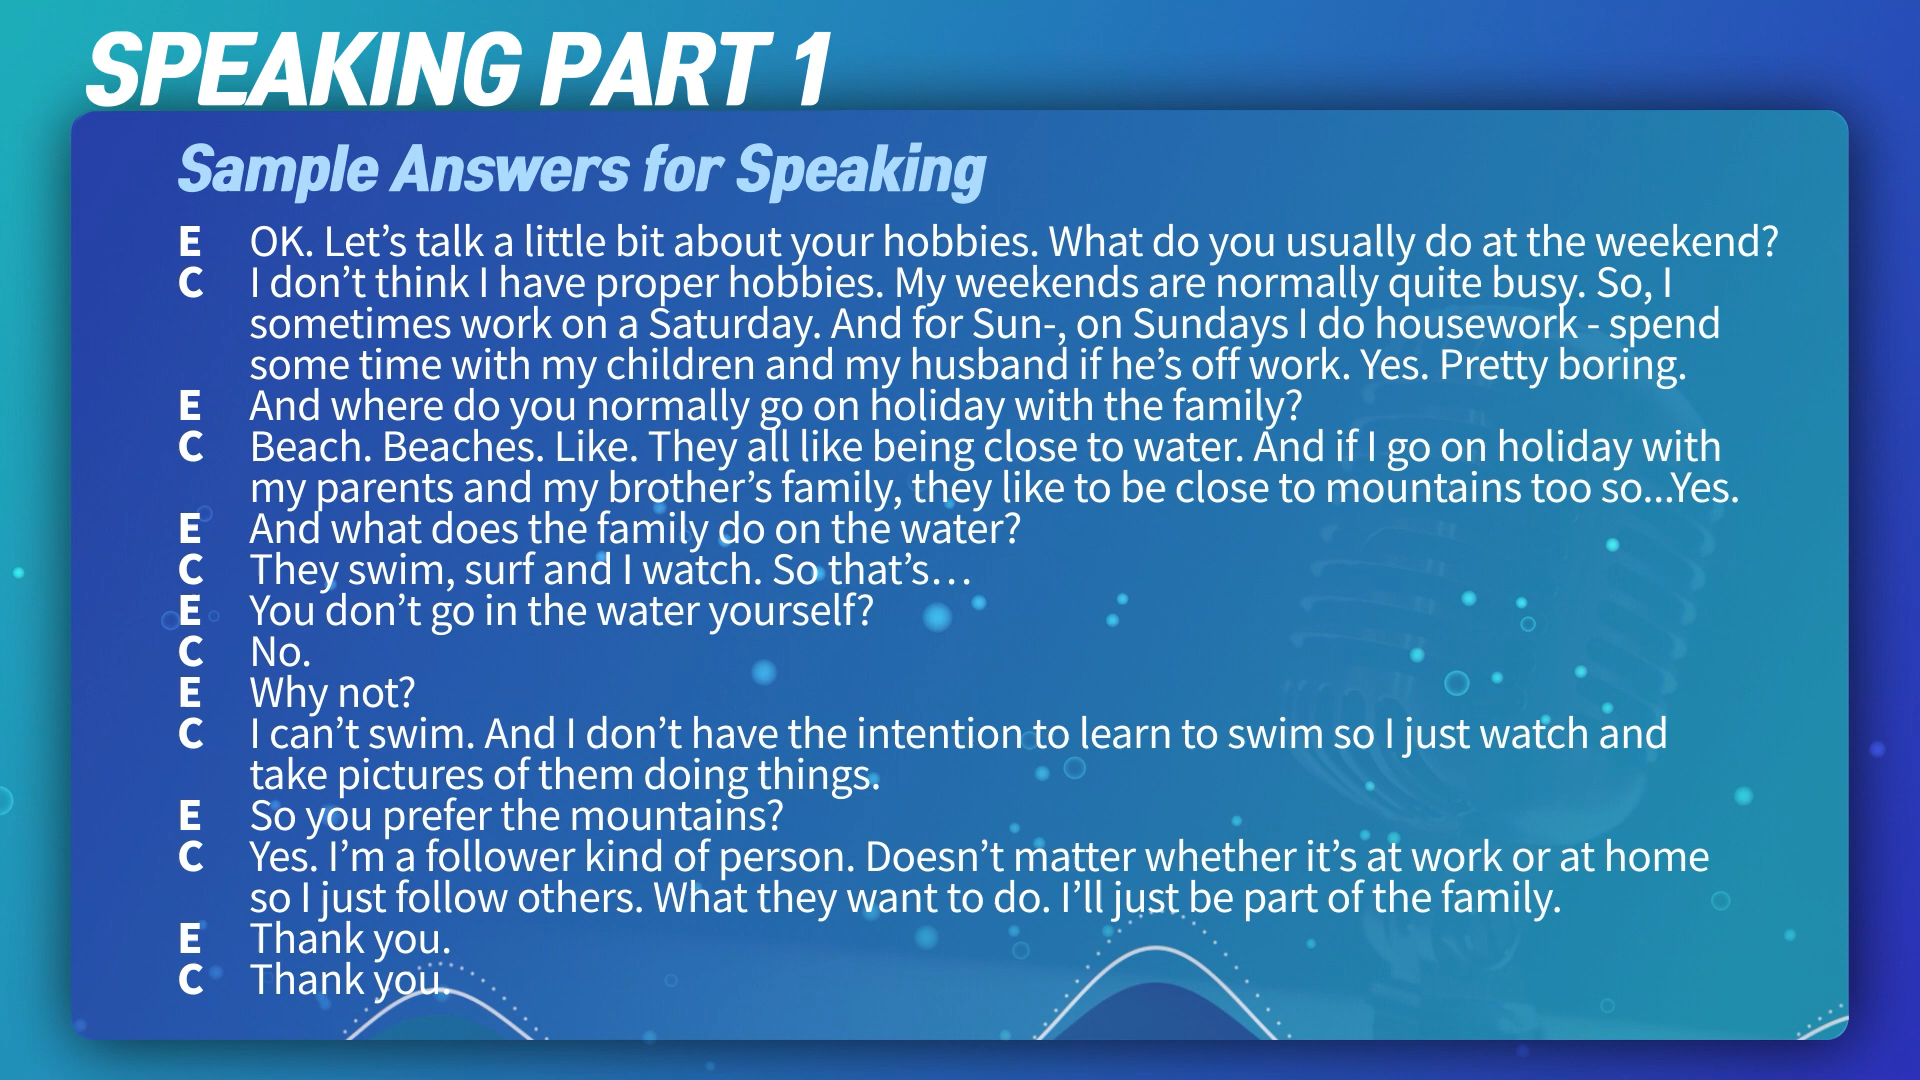 SPEAKING PART 1
Sample Answers for Speaking
E OK. Let’s talk a little bit about your hobbies. What do you usually do at the weekend?
C I don’t think I have proper hobbies. My weekends are normally quite busy. So, I
sometimes work on a Saturday. And for Sun-, on Sundays I do housework - spend
some time with my children and my husband if he’s off work. Yes. Pretty boring.
E And where do you normally go on holiday with the family?
C Beach. Beaches. Like. They all like being close to water. And if I go on holiday with
my parents and my brother’s family, they like to be close to mountains too so...Yes.
E And what does the family do on the water?
C They swim, surf and I watch. So that’s…
E You don’t go in the water yourself?
C No.
E Why not?
C I can’t swim. And I don’t have the intention to learn to swim so I just watch and
take pictures of them doing things.
E So you prefer the mountains?
C Yes. I’m a follower kind of person. Doesn’t matter whether it’s at work or at home
so I just follow others. What they want to do. I’ll just be part of the family.
E Thank you.
C Thank you.